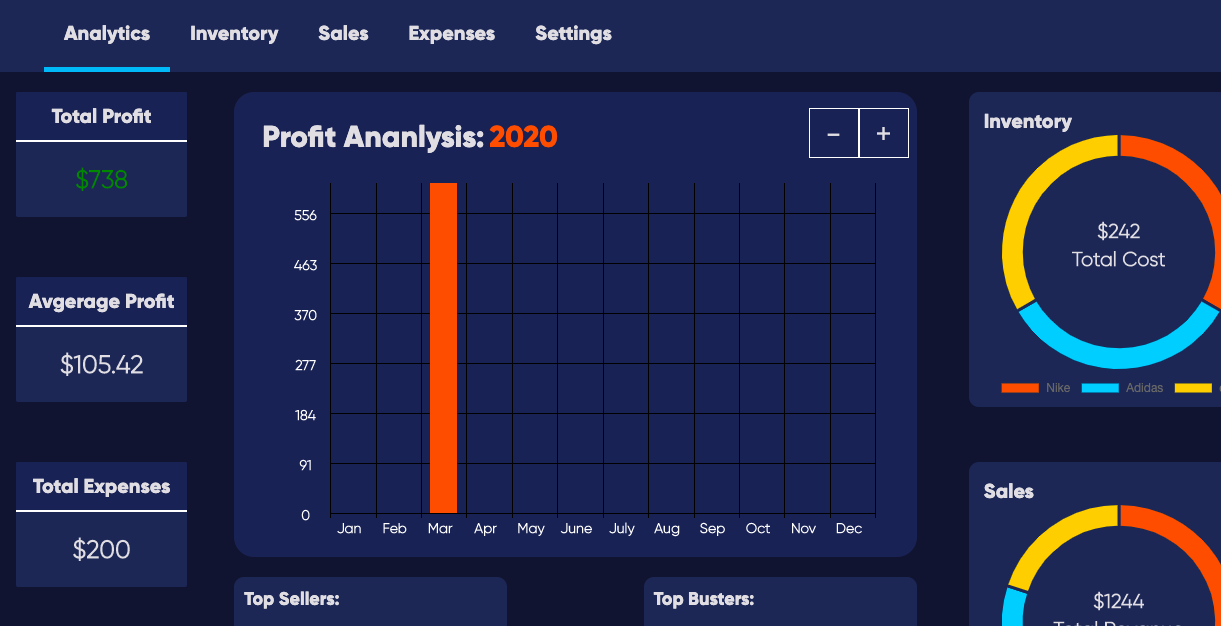 Analytics Inventory Sales Expenses Settings
Total Profit
$738
Avgerage Profit
$105.42
Total Expenses
$200
Profit Ananlysis: 2020
− +
556
463
370
277
184
91
0
Jan Feb Mar Apr May June July Aug Sep Oct Nov Dec
Top Sellers:
Top Busters:
Inventory
$242
Total Cost
Nike Adidas
Sales
$1244
Total Revenue